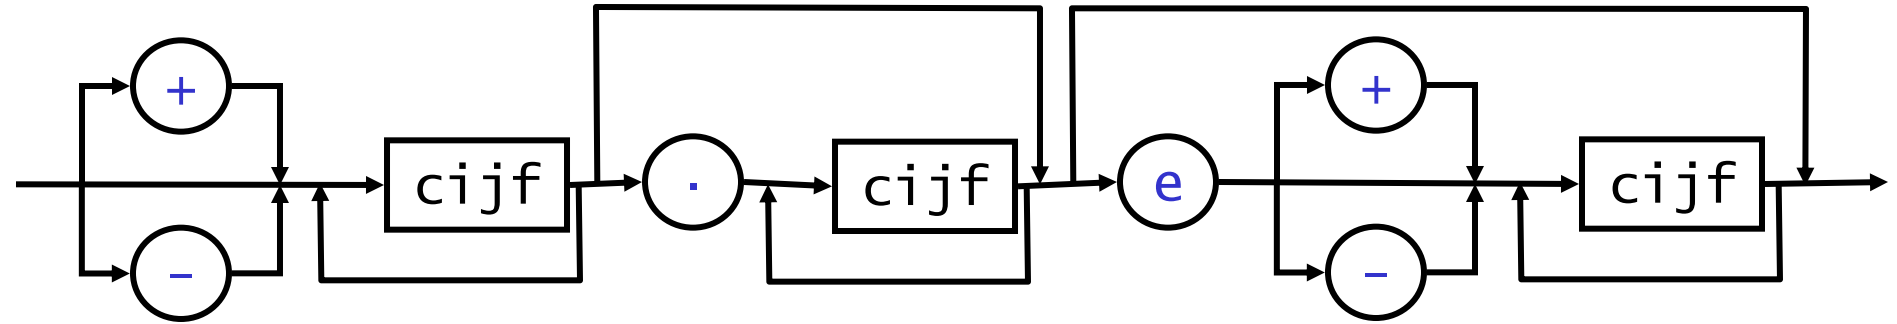 + cijf . cijf e + cijf
- -